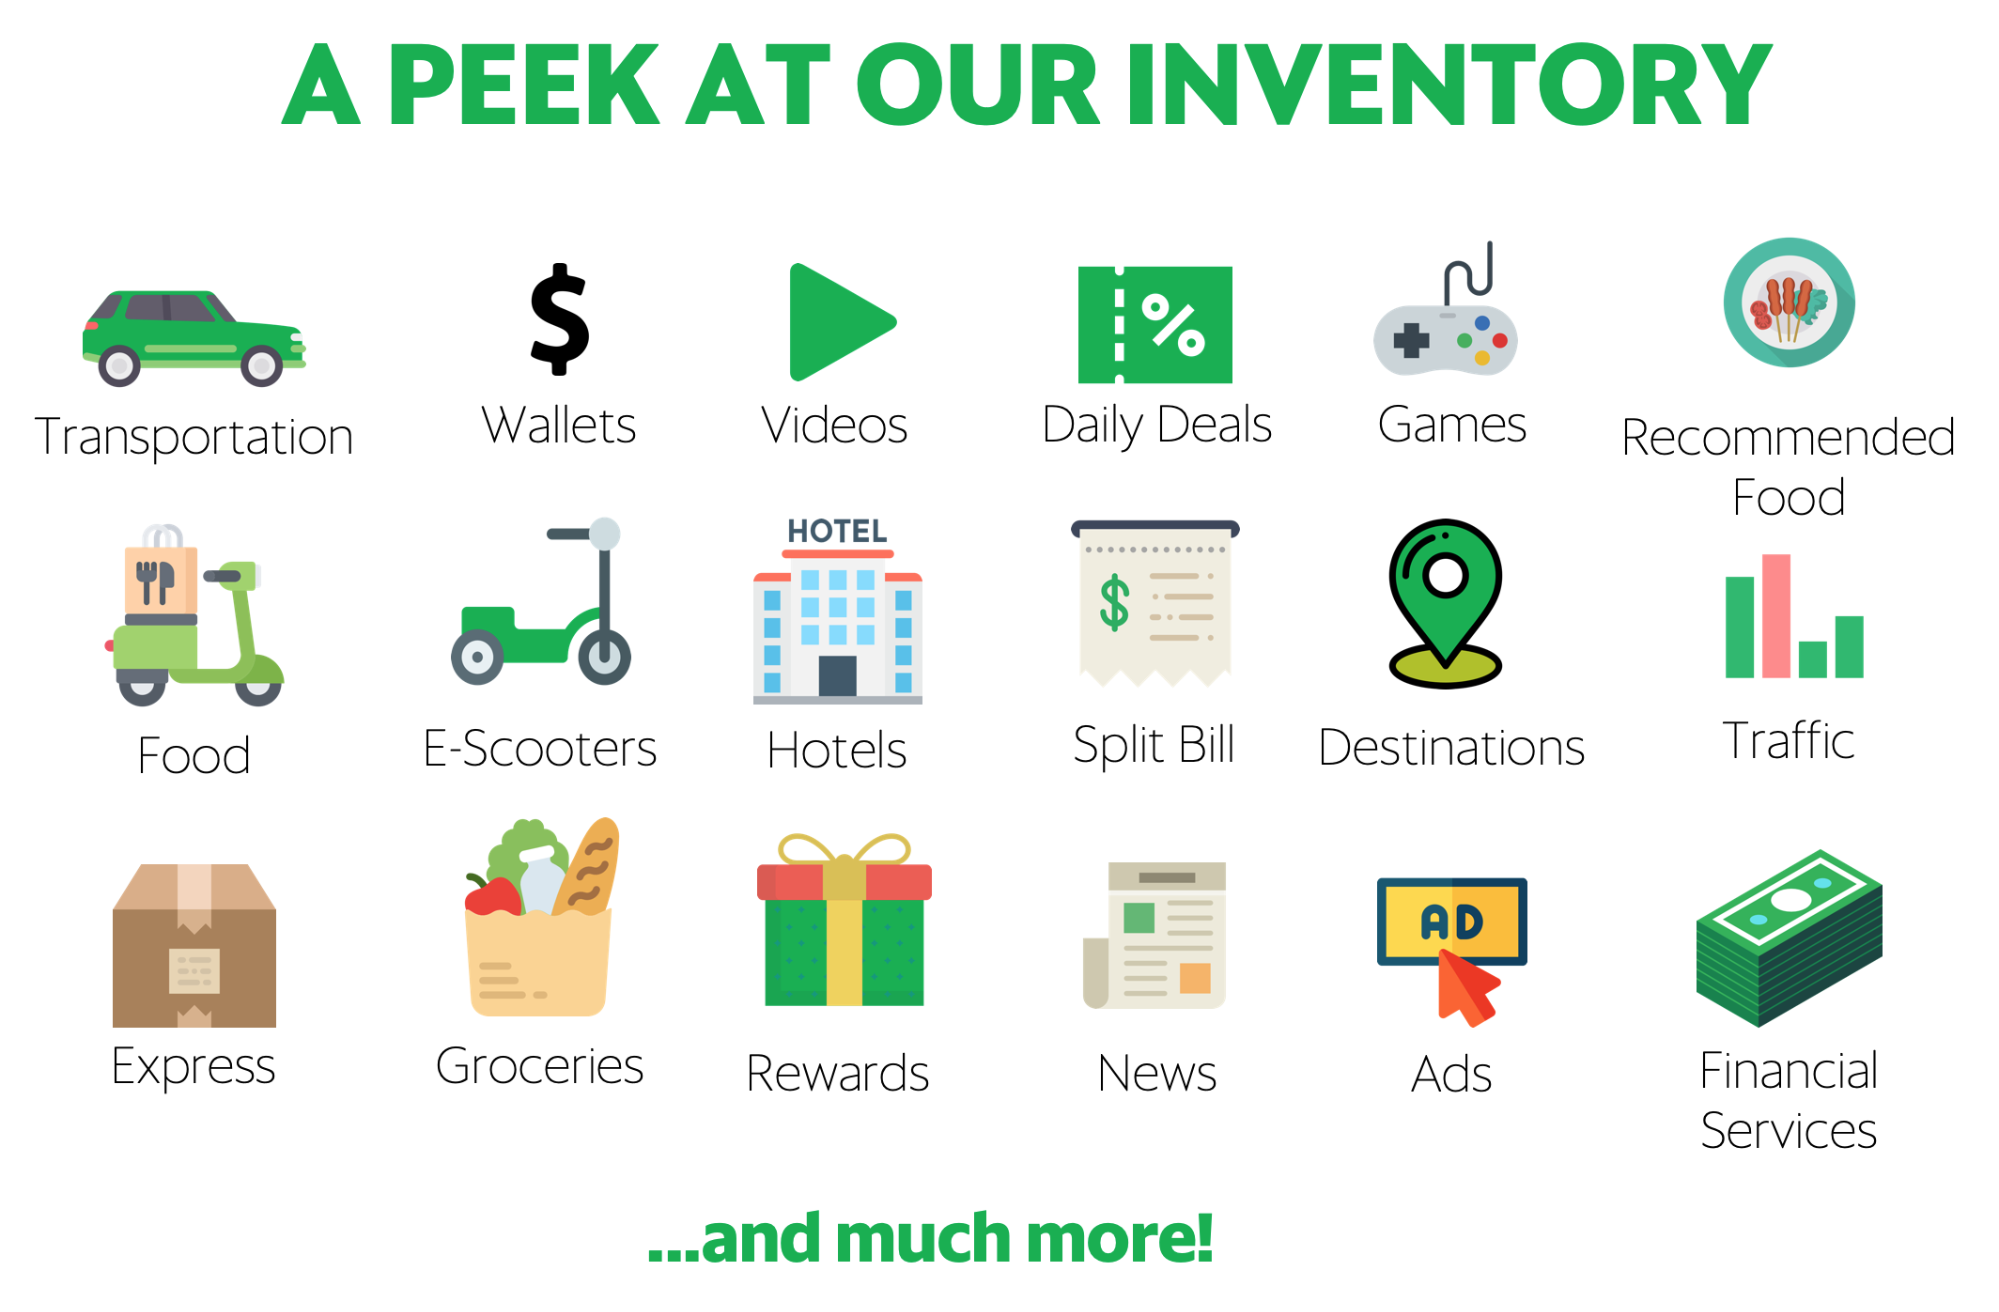 A PEEK AT OUR INVENTORY
Transportation
$
Wallets
Videos
%
Daily Deals
Games
Recommended
Food
Food
E-Scooters
HOTEL
Hotels
$
Split Bill
Destinations
Traffic
Express
Groceries
Rewards
News
AD
Ads
Financial
Services
...and much more!